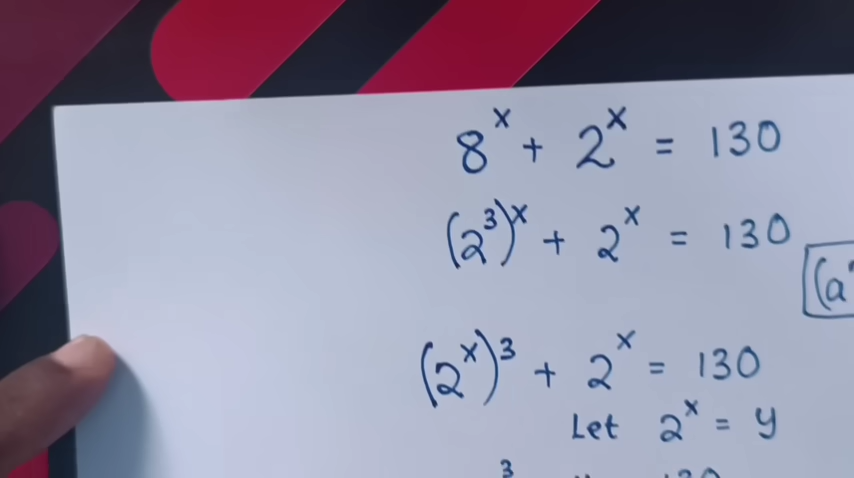 8^x + 2^x = 130
(2^3)^x + 2^x = 130
(a
(2^x)^3 + 2^x = 130
Let 2^x = y